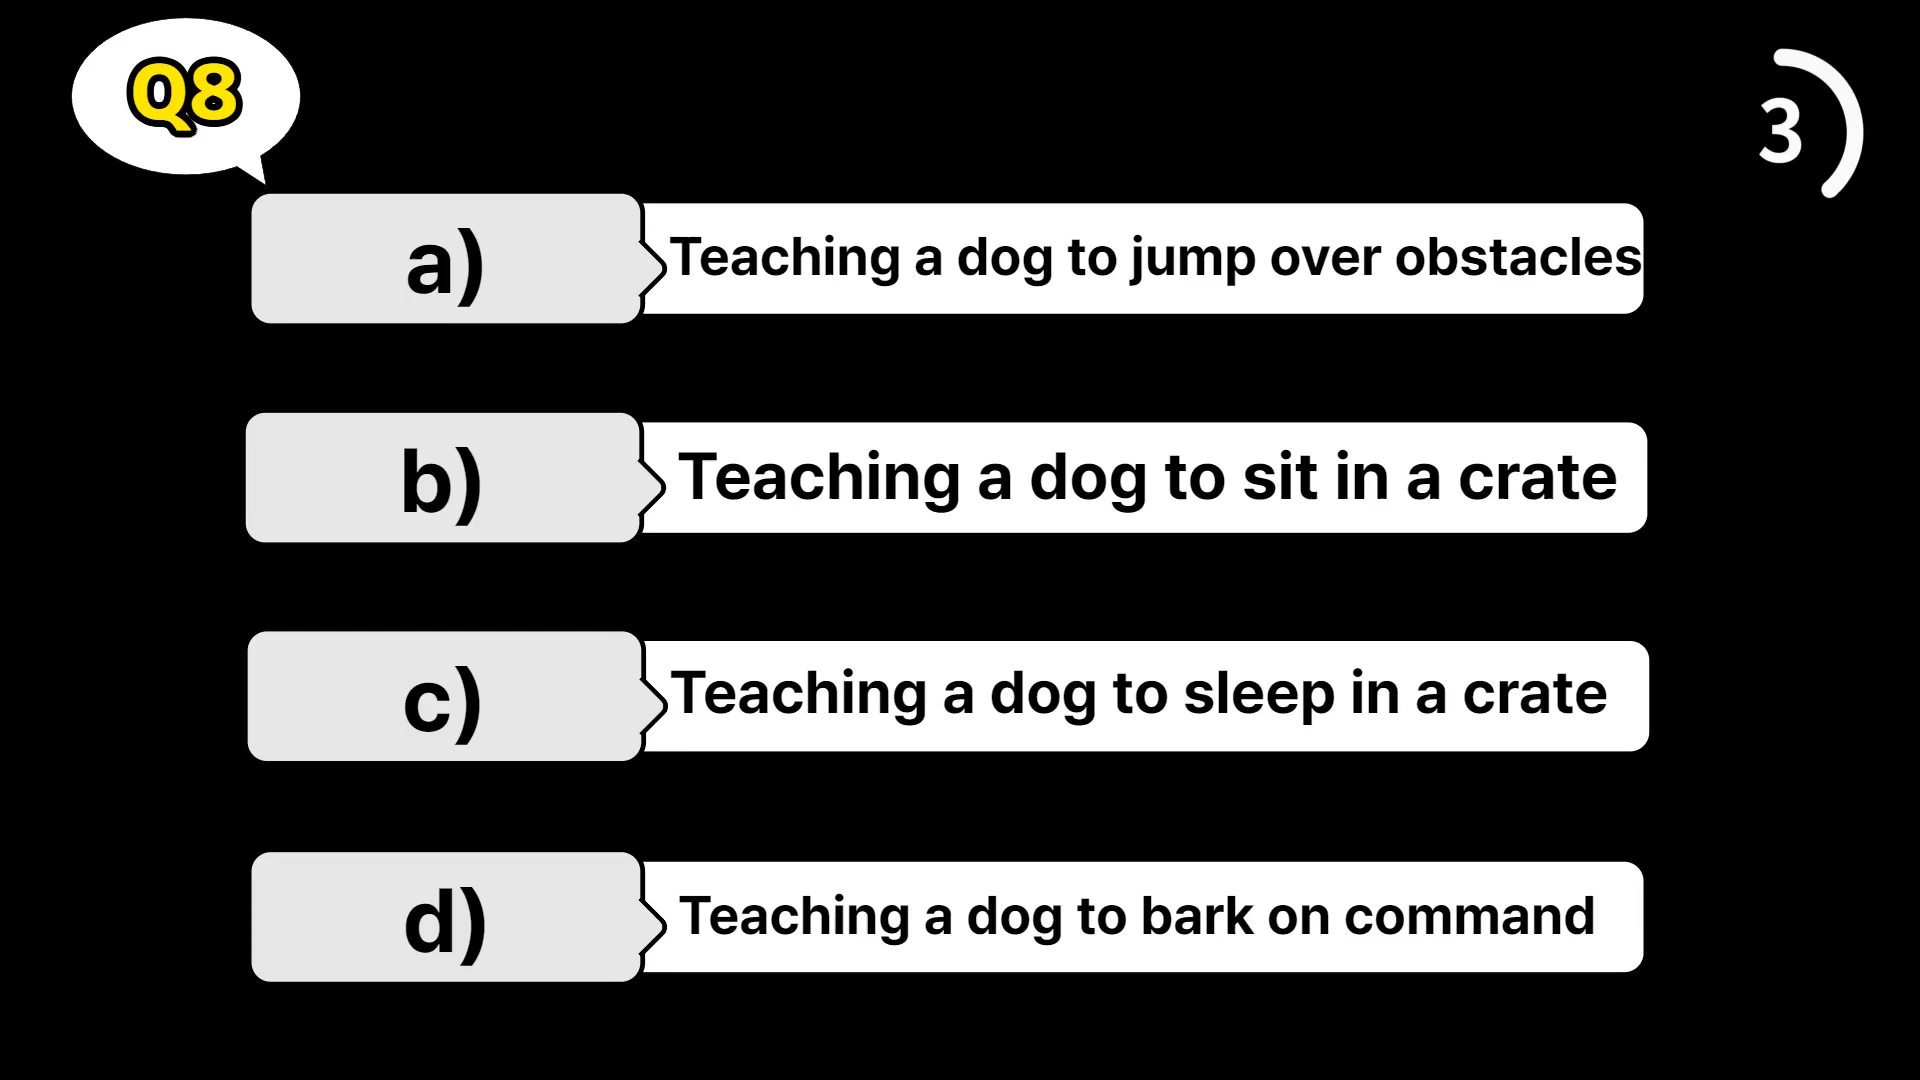 Q8
3
a) Teaching a dog to jump over obstacles
b) Teaching a dog to sit in a crate
c) Teaching a dog to sleep in a crate
d) Teaching a dog to bark on command